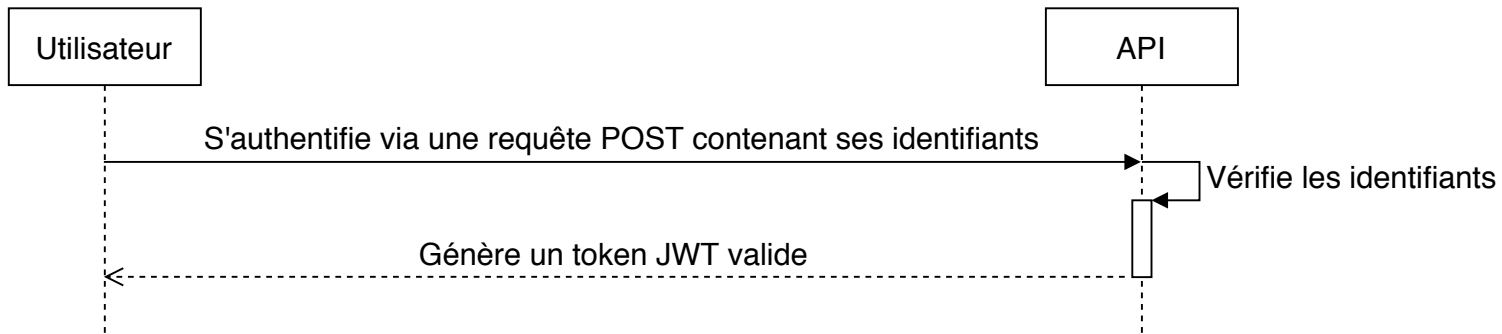 Utilisateur
API
S'authentifie via une requête POST contenant ses identifiants
Vérifie les identifiants
Génère un token JWT valide